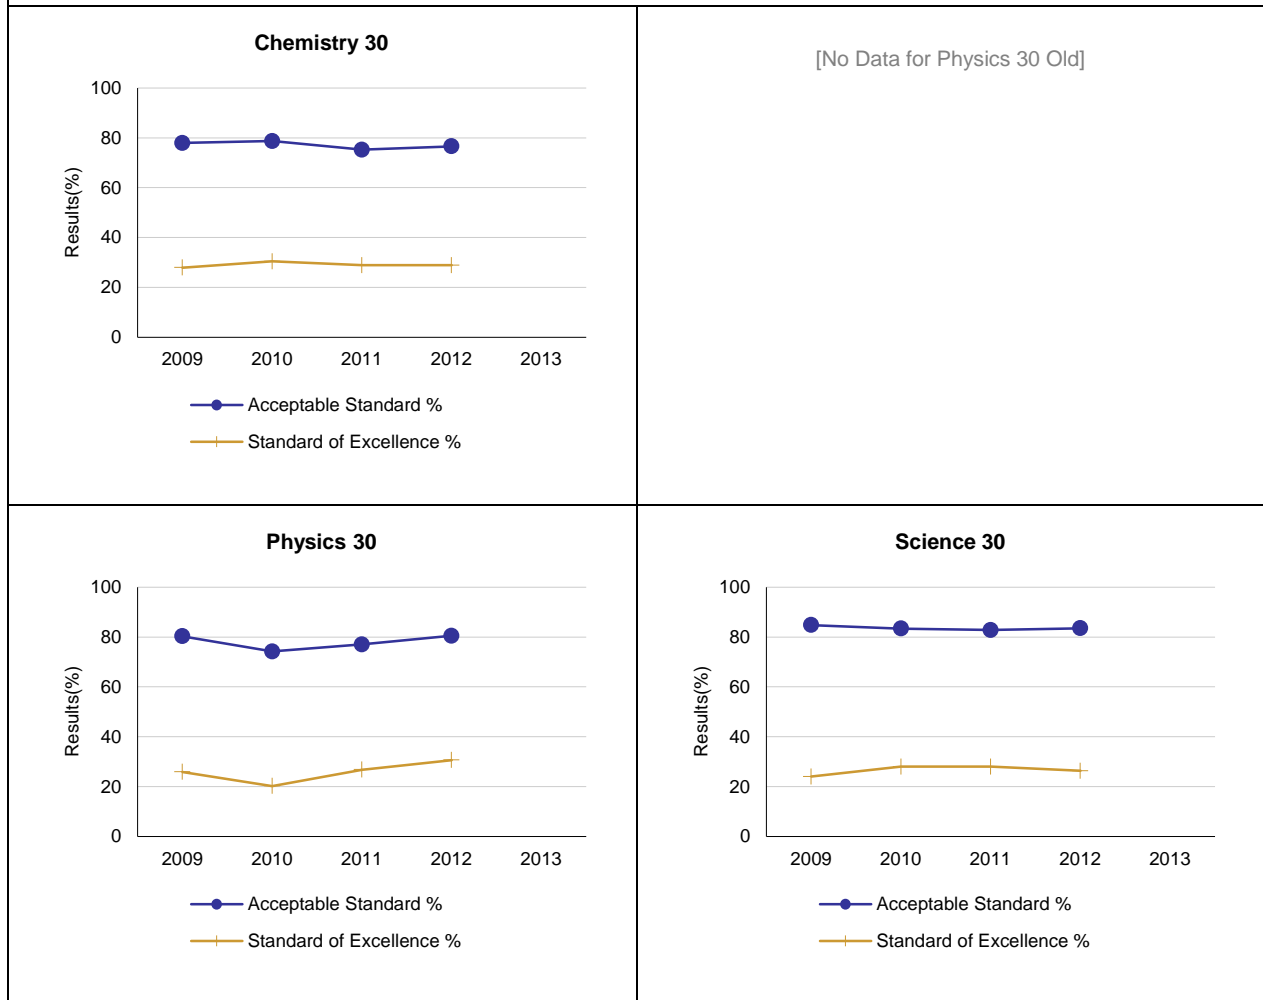 Chemistry 30
100
80
60
40
20
0
Results(%)
2009 2010 2011 2012 2013
Acceptable Standard %
Standard of Excellence %
[No Data for Physics 30 Old]
Physics 30
100
80
60
40
20
0
Results(%)
2009 2010 2011 2012 2013
Acceptable Standard %
Standard of Excellence %
Science 30
100
80
60
40
20
0
Results(%)
2009 2010 2011 2012 2013
Acceptable Standard %
Standard of Excellence %